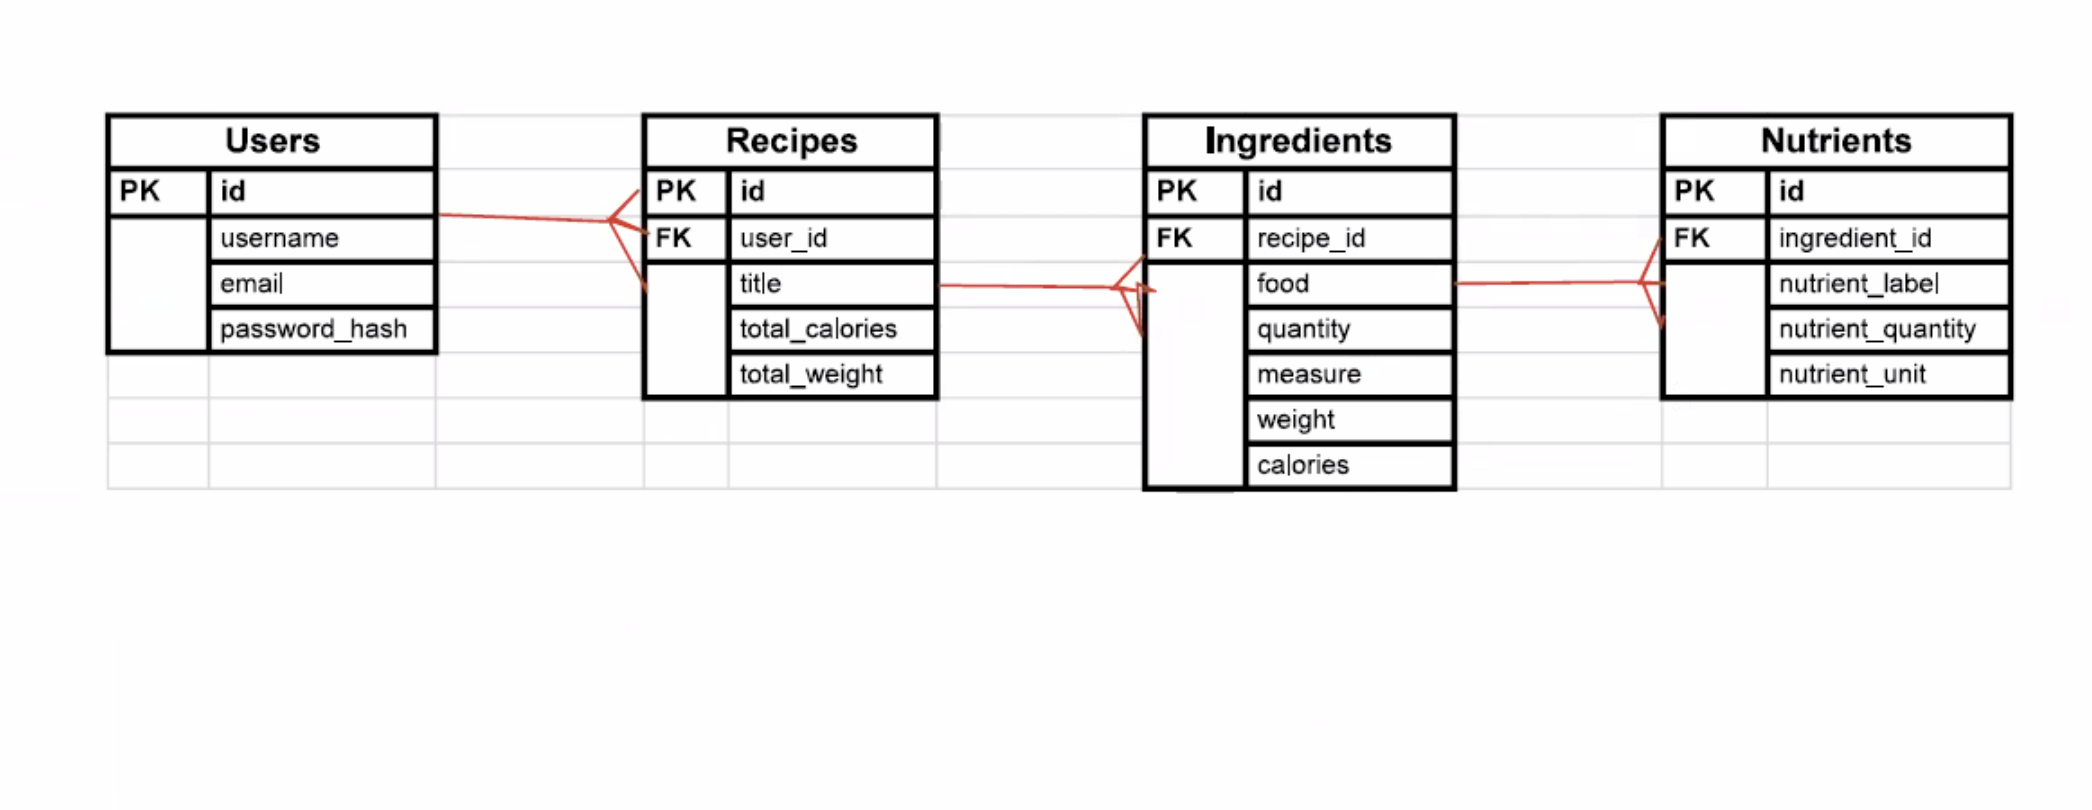 Users
PK id
username
email
password_hash
Recipes
PK id
FK user_id
title
total_calories
total_weight
Ingredients
PK id
FK recipe_id
food
quantity
measure
weight
calories
Nutrients
PK id
FK ingredient_id
nutrient_label
nutrient_quantity
nutrient_unit